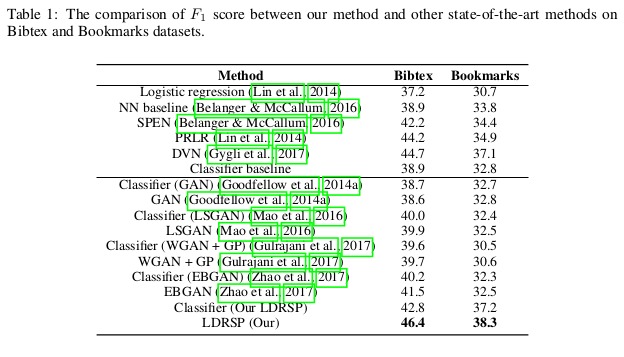 Table 1: The comparison of F1 score between our method and other state-of-the-art methods on
Bibtex and Bookmarks datasets.
Method Bibtex Bookmarks
Logistic regression (Lin et al., 2014) 37.2 30.7
NN baseline (Belanger & McCallum, 2016) 38.9 33.8
SPEN (Belanger & McCallum, 2016) 42.2 34.4
PRLR (Lin et al., 2014) 44.2 34.9
DVN (Gygli et al., 2017) 44.7 37.1
Classifier baseline 38.9 32.8
Classifier (GAN) (Goodfellow et al., 2014a) 38.7 32.7
GAN (Goodfellow et al., 2014a) 38.6 32.8
Classifier (LSGAN) (Mao et al., 2016) 40.0 32.4
LSGAN (Mao et al., 2016) 39.9 32.5
Classifier (WGAN + GP) (Gulrajani et al., 2017) 39.6 30.5
WGAN + GP (Gulrajani et al., 2017) 39.7 30.6
Classifier (EBGAN) (Zhao et al., 2017) 40.2 32.3
EBGAN (Zhao et al., 2017) 41.5 32.5
Classifier (Our LDRSP) 42.8 37.2
LDRSP (Our) 46.4 38.3